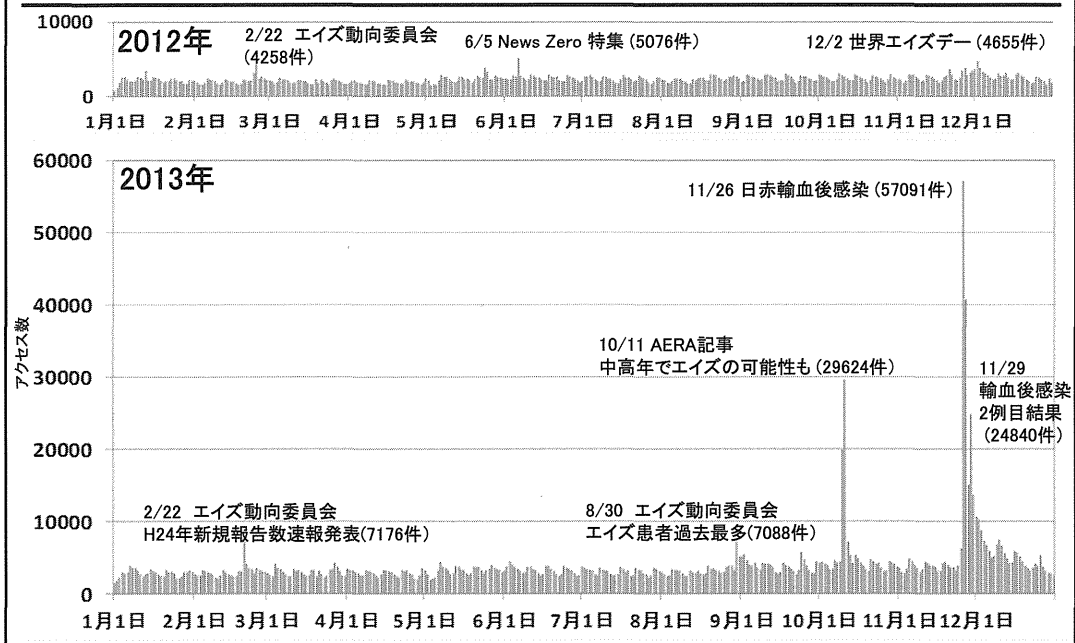 10000
0
2012年
2/22 エイズ動向委員会
(4258件)
6/5 News Zero 特集 (5076件)
12/2 世界エイズデー (4655件)
1月1日 2月1日 3月1日 4月1日 5月1日 6月1日 7月1日 8月1日 9月1日 10月1日 11月1日 12月1日
アクセス数
60000
50000
40000
30000
20000
10000
0
2013年
11/26 日赤輸血後感染 (57091件)
10/11 AERA記事
中高年でエイズの可能性も (29624件)
11/29
輸血後感染
2例目結果
(24840件)
2/22 エイズ動向委員会
H24年新規報告数速報発表(7176件)
8/30 エイズ動向委員会
エイズ患者過去最多(7088件)
1月1日 2月1日 3月1日 4月1日 5月1日 6月1日 7月1日 8月1日 9月1日 10月1日 11月1日 12月1日